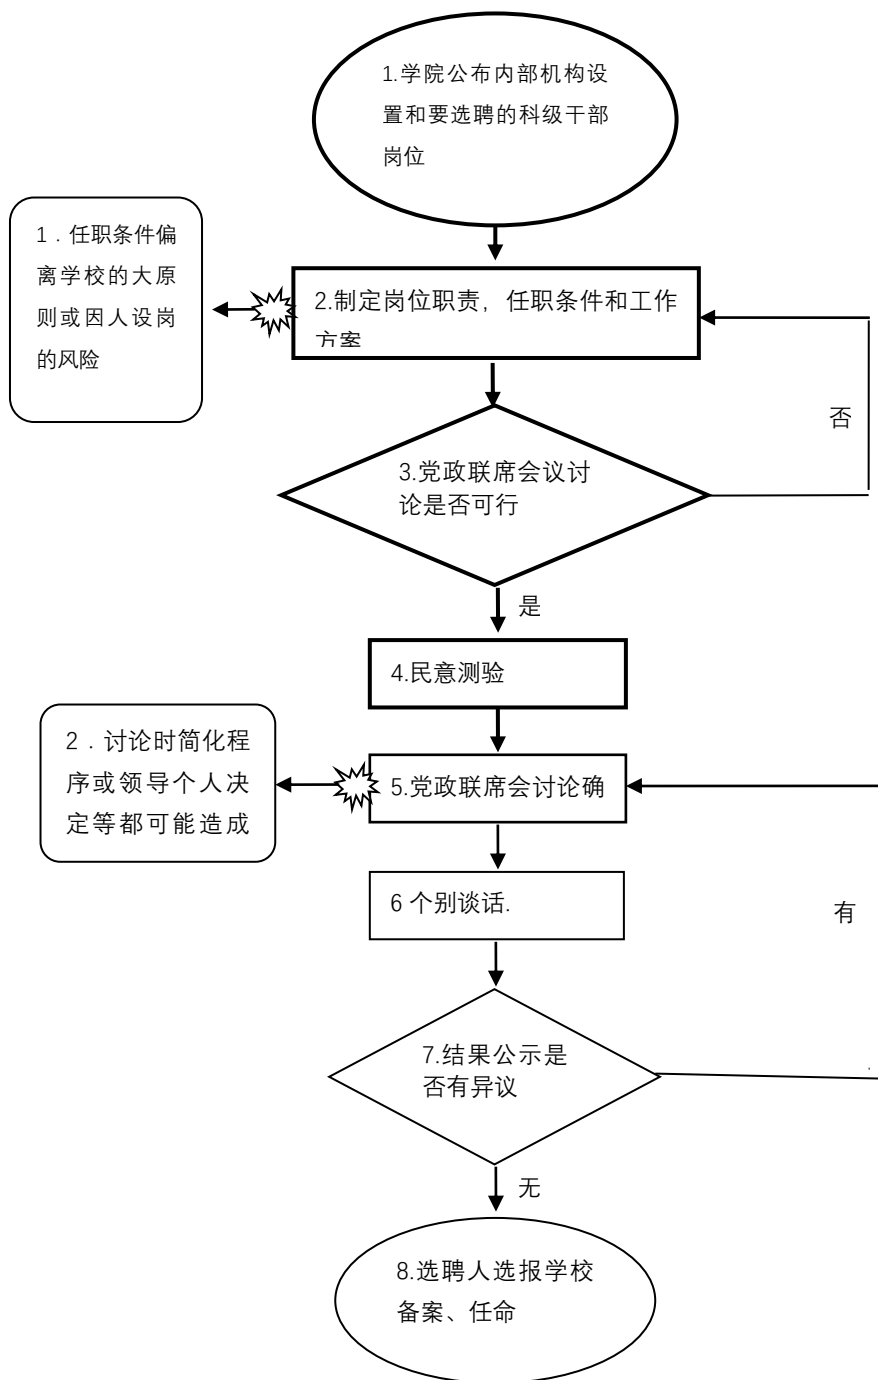 1.学院公布内部机构设
置和要选聘的科级干部
岗位
1．任职条件偏
离学校的大原
则或因人设岗
的风险
2.制定岗位职责，任职条件和工作
方案
否
3.党政联席会议讨
论是否可行
是
4.民意测验
2．讨论时简化程
序或领导个人决
定等都可能造成
5.党政联席会讨论确
6 个别谈话.
有
7.结果公示是
否有异议
无
8.选聘人选报学校
备案、任命